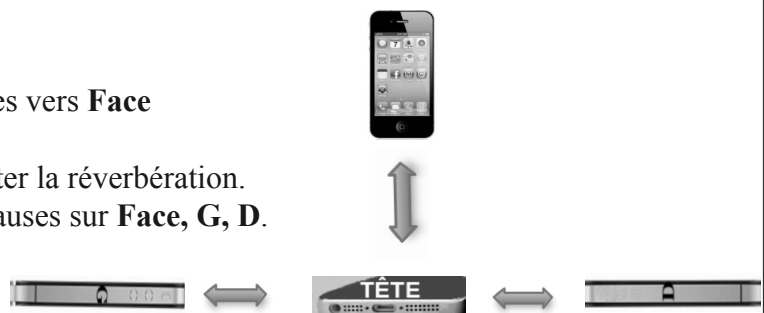 es vers Face
ter la réverbération.
auses sur Face, G, D.
G
TÊTE
D